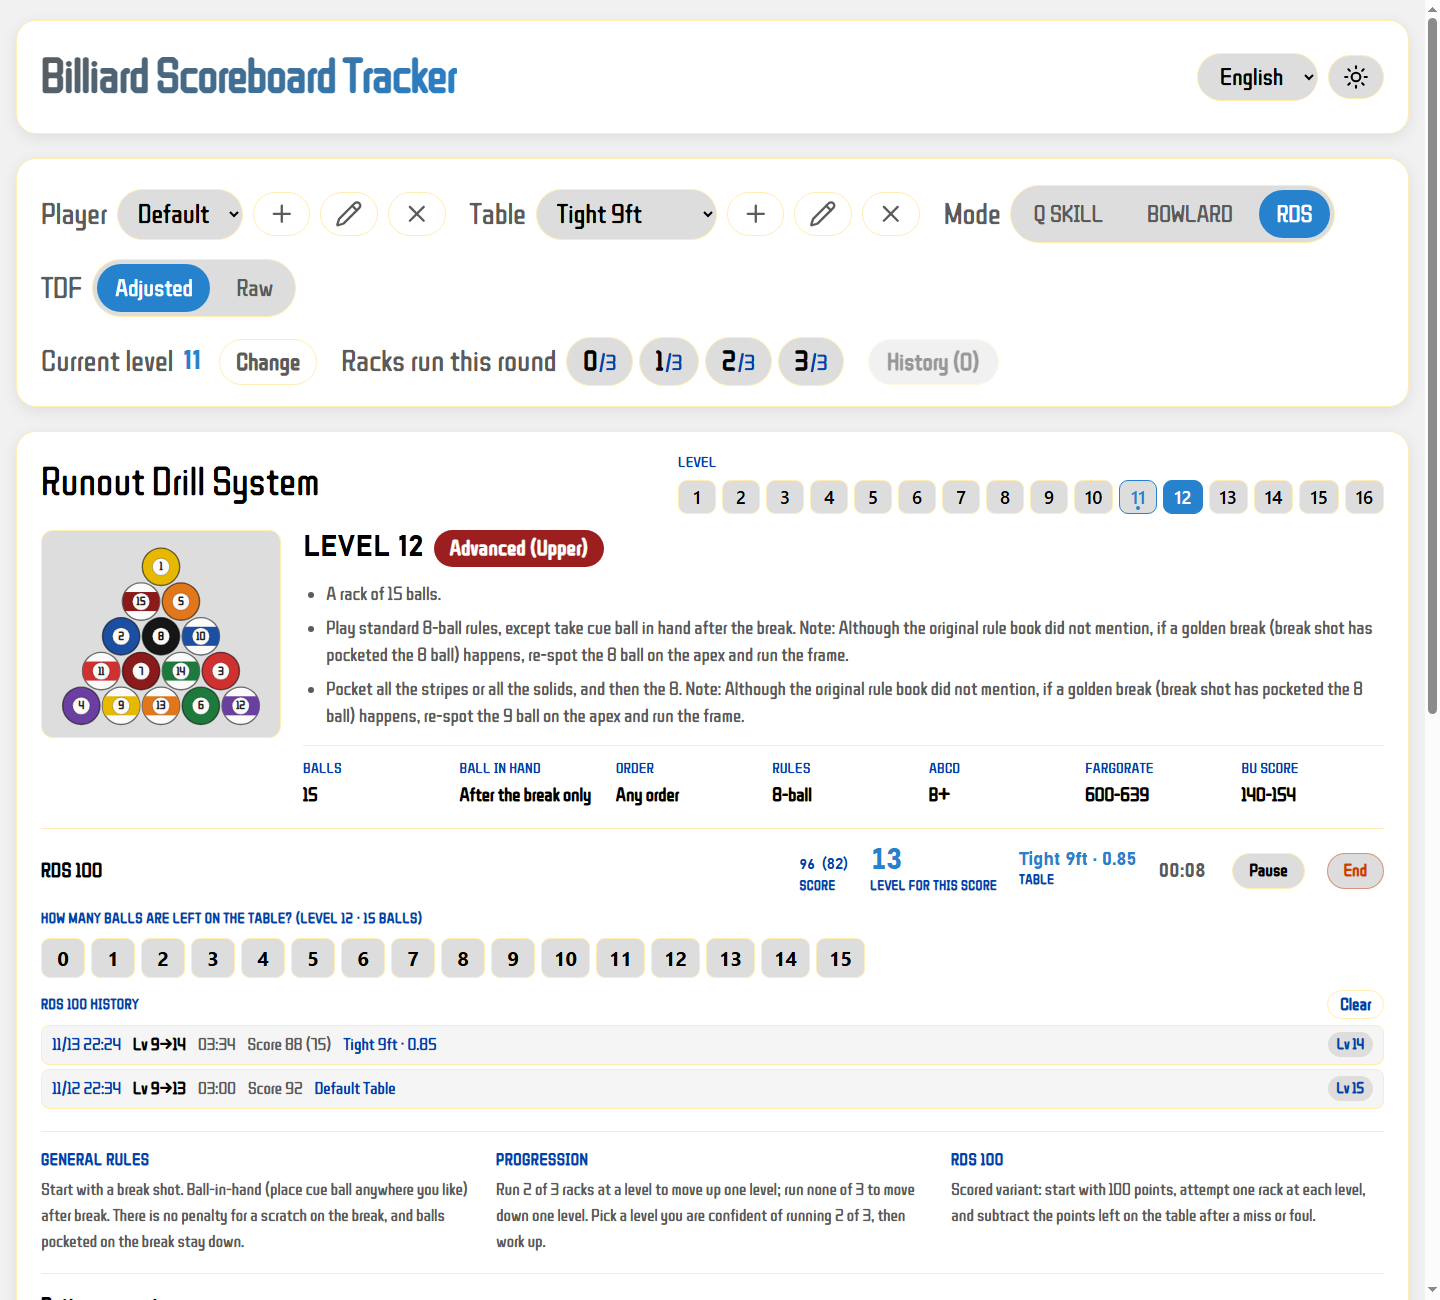 Billiard Scoreboard Tracker
English
Player Default Table Tight 9ft Mode Q SKILL BOWLARD RDS
TDF Adjusted Raw
Current level 11 Change Racks run this round 0/3 1/3 2/3 3/3 History (0)
Runout Drill System
LEVEL
1 2 3 4 5 6 7 8 9 10 11 12 13 14 15 16
1
15 5
2 8 10
11 7 14 3
4 9 13 6 12
LEVEL 12 Advanced (Upper)
• A rack of 15 balls.
• Play standard 8-ball rules, except take cue ball in hand after the break. Note: Although the original rule book did not mention, if a golden break (break shot has
pocketed the 8 ball) happens, re-spot the 8 ball on the apex and run the frame.
• Pocket all the stripes or all the solids, and then the 8. Note: Although the original rule book did not mention, if a golden break (break shot has pocketed the 8
ball) happens, re-spot the 9 ball on the apex and run the frame.
BALLS BALL IN HAND ORDER RULES ABCD FARGORATE BU SCORE
15 After the break only Any order 8-ball B+ 600-639 140-154
RDS 100
96 (82)
SCORE
13
LEVEL FOR THIS SCORE
Tight 9ft · 0.85
TABLE
00:08 Pause End
HOW MANY BALLS ARE LEFT ON THE TABLE? (LEVEL 12 · 15 BALLS)
0 1 2 3 4 5 6 7 8 9 10 11 12 13 14 15
RDS 100 HISTORY Clear
11/13 22:24 Lv 9→14 03:34 Score 88 (75) Tight 9ft · 0.85 Lv 14
11/12 22:34 Lv 9→13 03:00 Score 92 Default Table Lv 15
GENERAL RULES
Start with a break shot. Ball-in-hand (place cue ball anywhere you like)
after break. There is no penalty for a scratch on the break, and balls
pocketed on the break stay down.
PROGRESSION
Run 2 of 3 racks at a level to move up one level; run none of 3 to move
down one level. Pick a level you are confident of running 2 of 3, then
work up.
RDS 100
Scored variant: start with 100 points, attempt one rack at each level,
and subtract the points left on the table after a miss or foul.